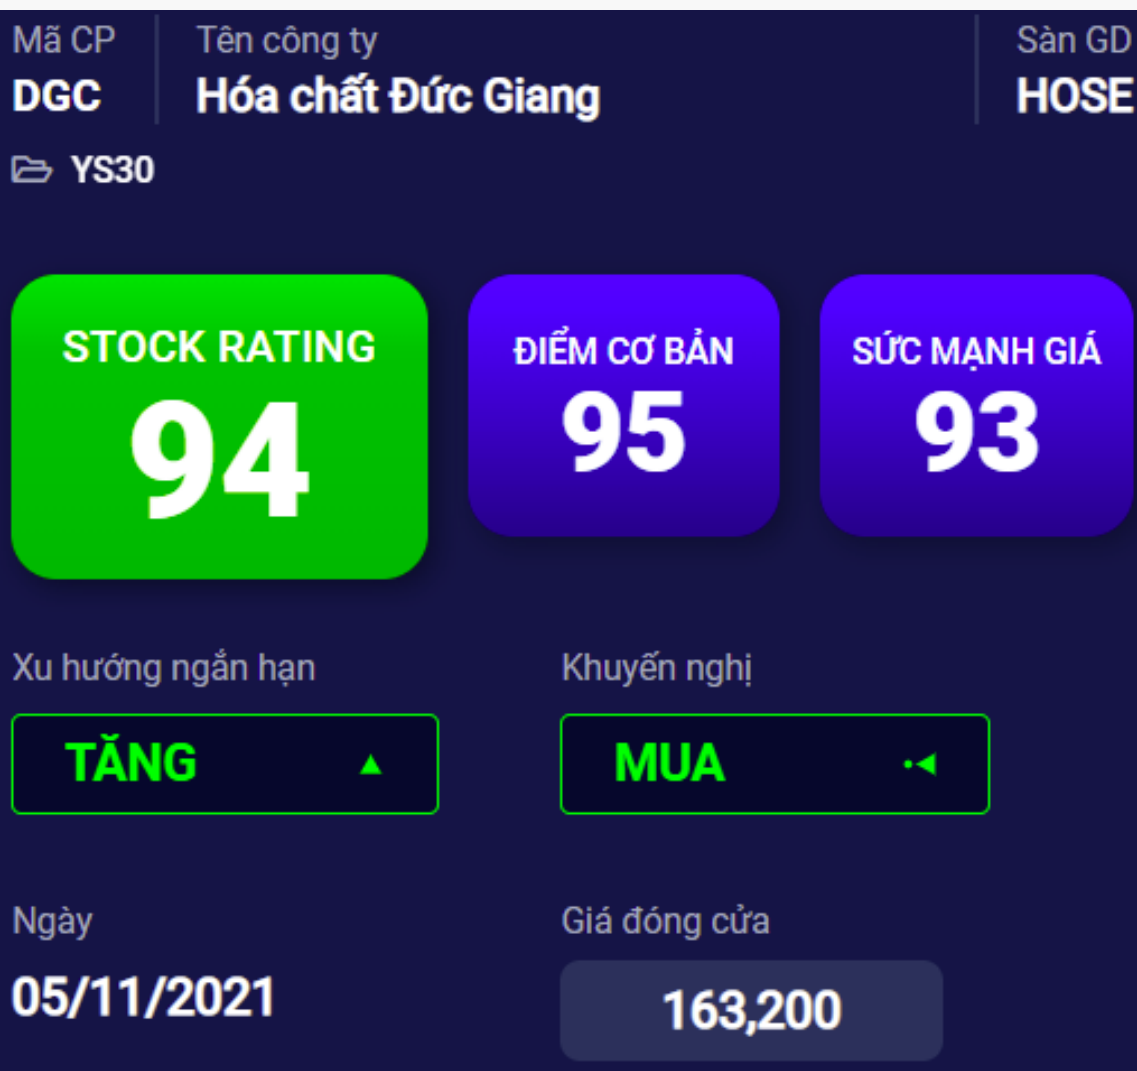 Mã CP
Tên công ty
Sàn GD
DGC
Hóa chất Đức Giang
HOSE
YS30
STOCK RATING
94
ĐIỂM CƠ BẢN
95
SỨC MẠNH GIÁ
93
Xu hướng ngắn hạn
Khuyến nghị
TĂNG
MUA
Ngày
Giá đóng cửa
05/11/2021
163,200